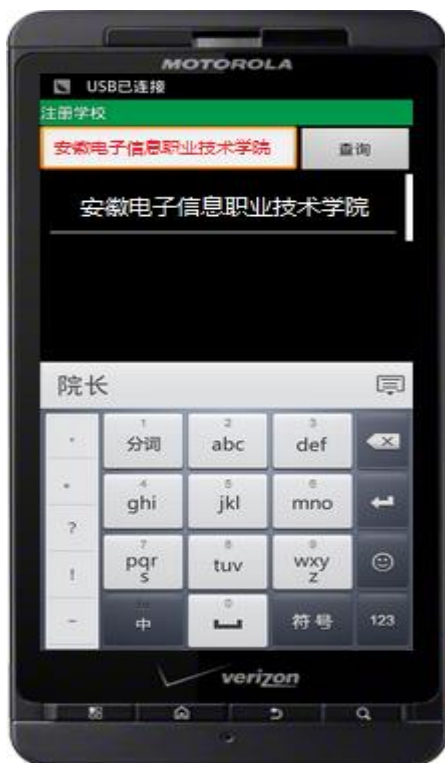 MOTOROLA
USB已连接
注册学校
安徽电子信息职业技术学院
查询
安徽电子信息职业技术学院
院长
1
分词
2
abc
3
def
4
ghi
5
jkl
6
mno
?
7
pqr
s
8
tuv
9
wxy
z
!
中
0
符号
123
verizon